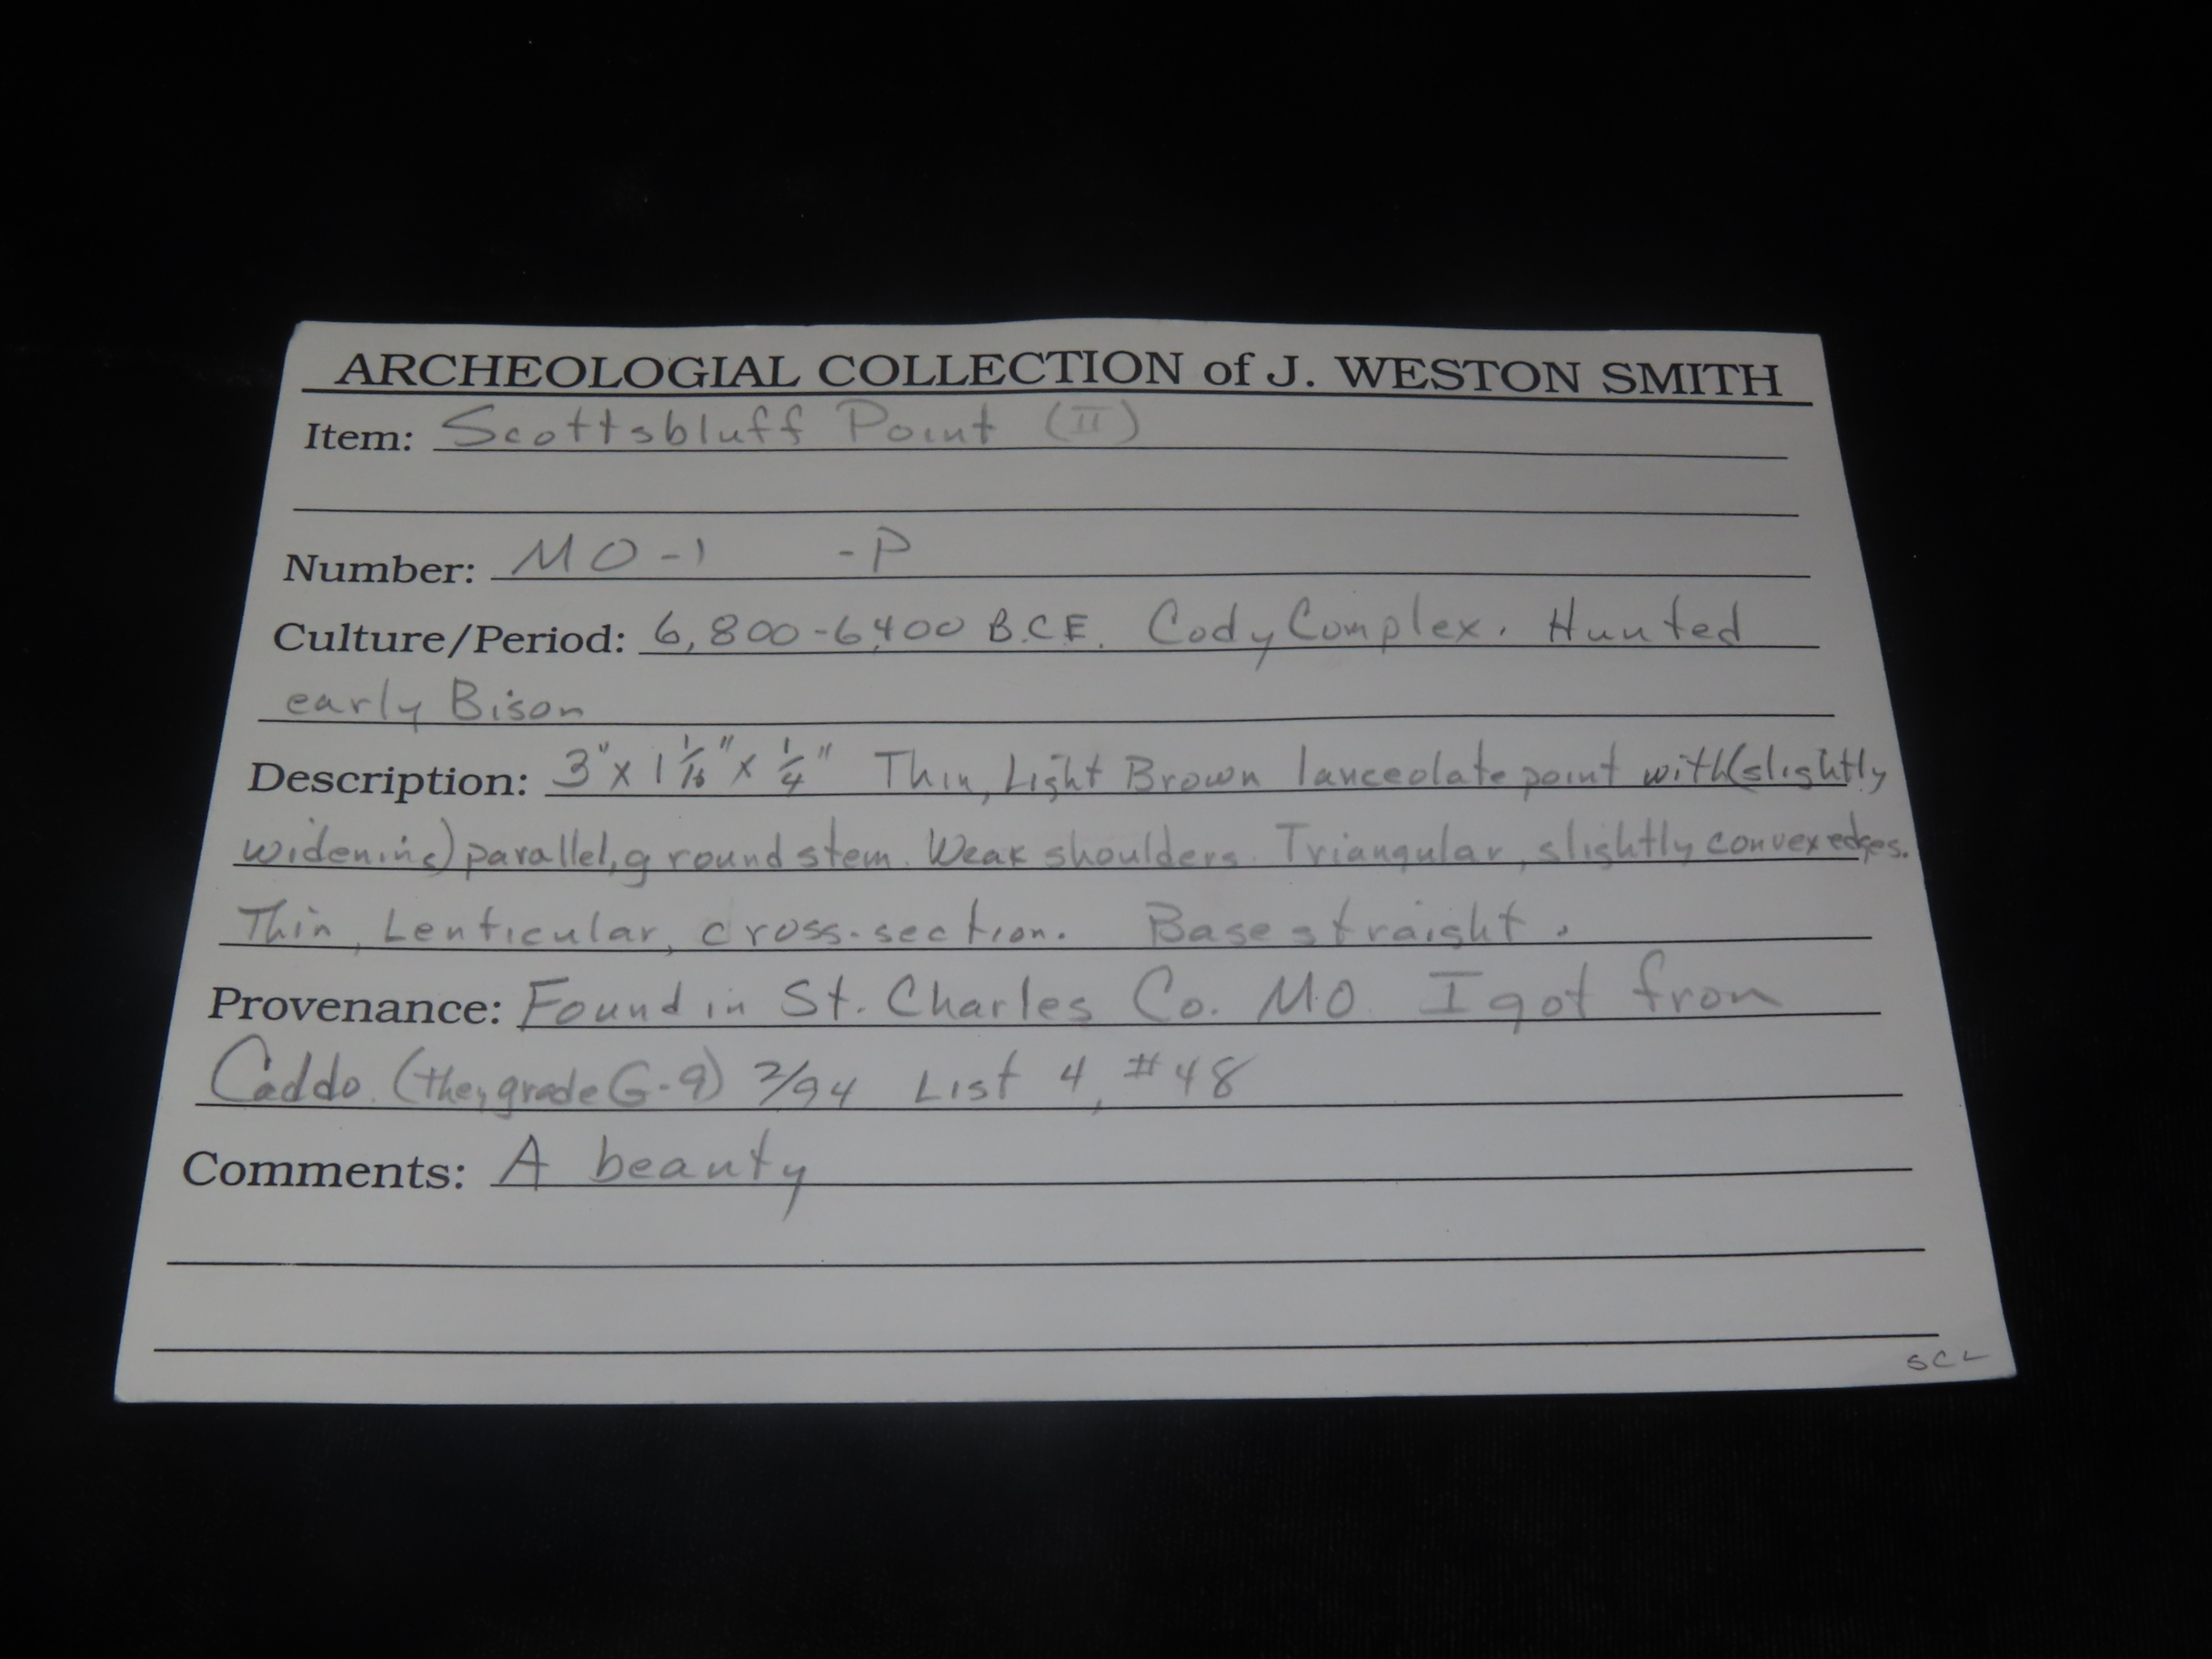 ARCHEOLOGIAL COLLECTION of J. WESTON SMITH
Item: Scottsbluff Point (II)
Number: MO-1 -P
Culture/Period: 6,800-6,400 B.C.E. Cody Complex. Hunted
early Bison
Description: 3" x 1 1/16" x 1/4" Thin, Light Brown lanceolate point with (slightly
widening) parallel, ground stem. Weak shoulders. Triangular, slightly convex edges.
Thin, Lenticular, cross-section. Base straight.
Provenance: Found in St. Charles Co. MO. I got from
Caddo. (they grade G-9) 2/94 List 4, #48
Comments: A beauty
SCL